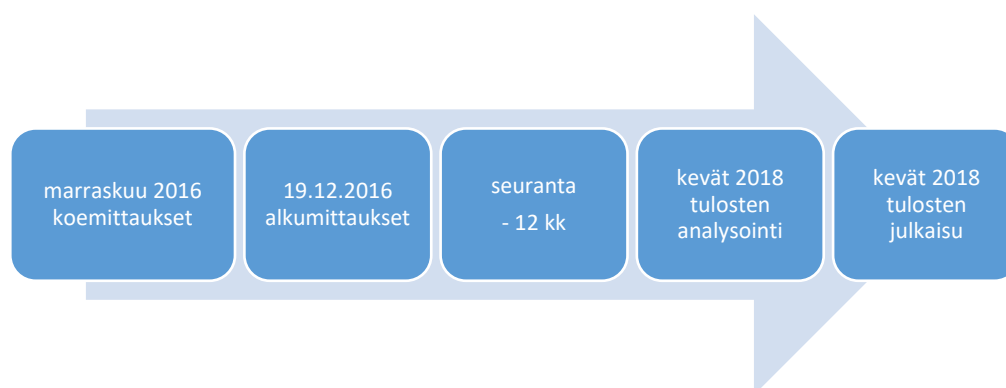 marraskuu 2016
koemittaukset
19.12.2016
alkumittaukset
seuranta
- 12 kk
kevät 2018
tulosten
analysointi
kevät 2018
tulosten
julkaisu